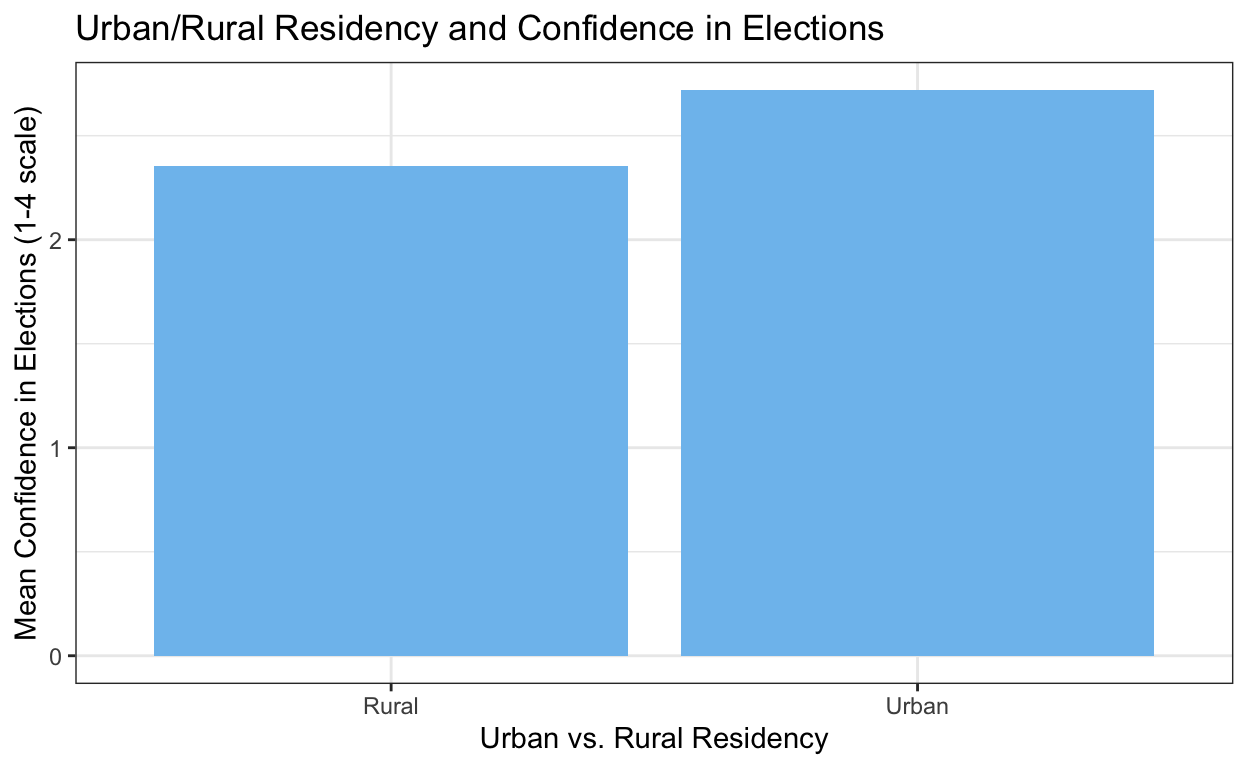 Urban/Rural Residency and Confidence in Elections
Mean Confidence in Elections (1-4 scale)
2
1
0
Rural
Urban
Urban vs. Rural Residency